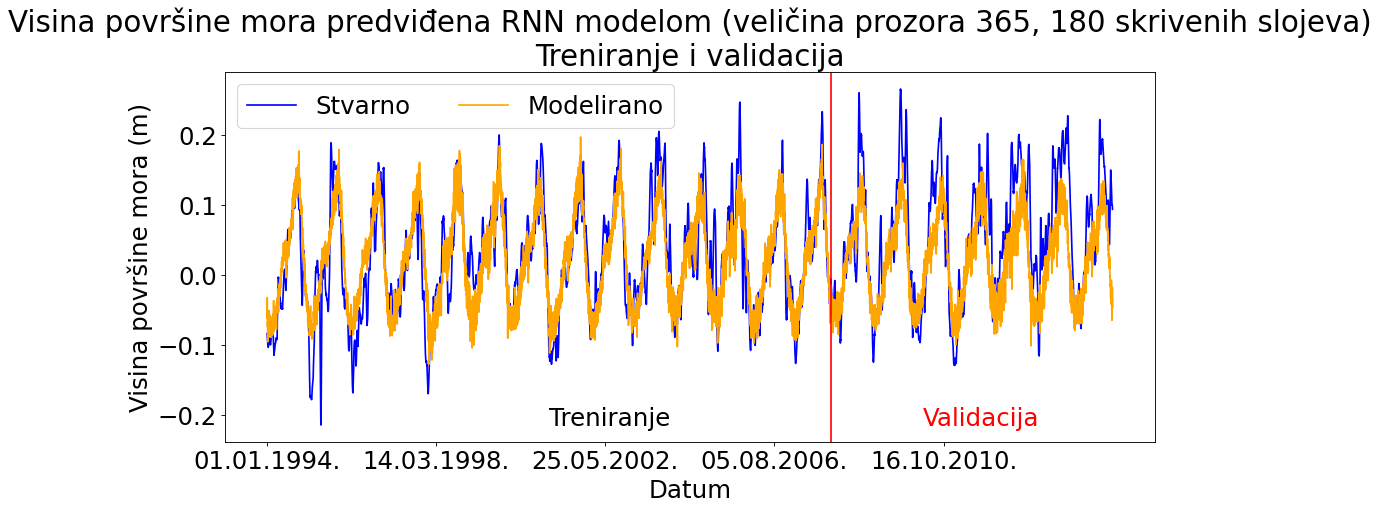 Visina površine mora predviđena RNN modelom (veličina prozora 365, 180 skrivenih slojeva)
Treniranje i validacija
Stvarno Modelirano
Visina površine mora (m)
0.2
0.1
0.0
−0.1
−0.2
Treniranje Validacija
01.01.1994. 14.03.1998. 25.05.2002. 05.08.2006. 16.10.2010.
Datum